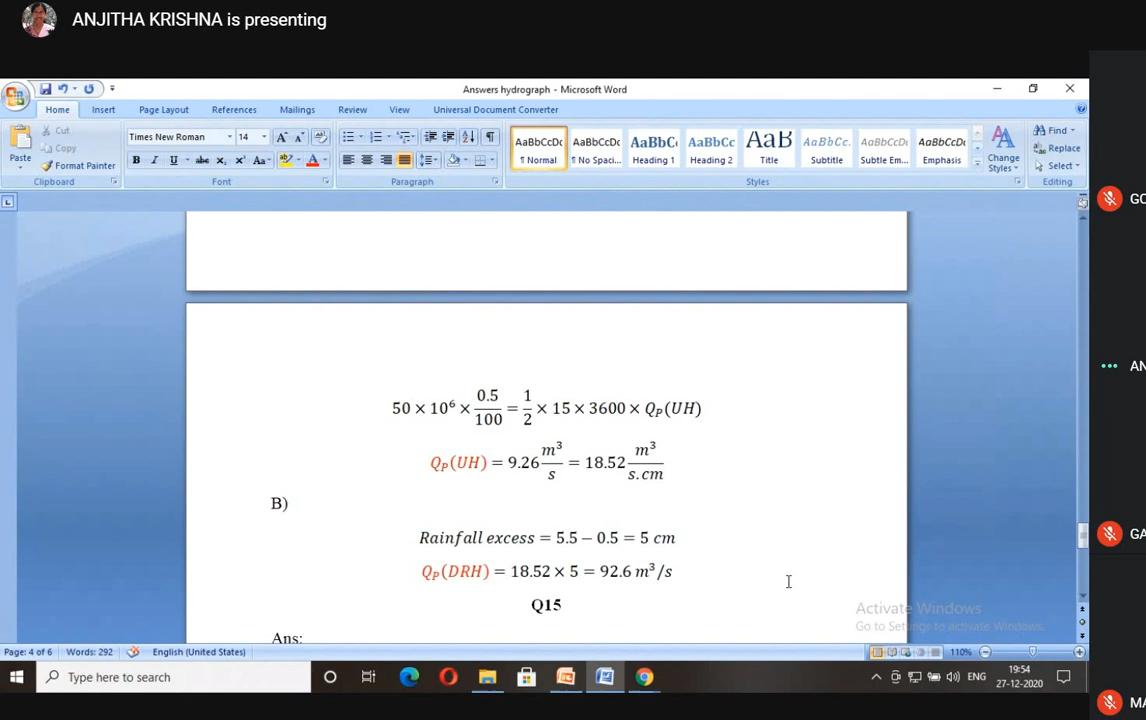 ANJITHA KRISHNA is presenting
Answers hydrograph - Microsoft Word
Home Insert Page Layout References Mailings Review View Universal Document Converter
Paste Cut Copy Format Painter
Times New Roman 14
AaBbCcDc AaBbCcDc AaBbC AaBbCc AaB AaBbCc. AaBbCcDc AaBbCcDc
¶ Normal ¶ No Spaci... Heading 1 Heading 2 Title Subtitle Subtle Em... Emphasis
Change Styles Find Replace Select
Clipboard Font Paragraph Styles Editing
50 × 10⁶ × 0.5/100 = 1/2 × 15 × 3600 × Q_P(UH)
Q_P(UH) = 9.26 m³/s = 18.52 m³/s.cm
B)
Rainfall excess = 5.5 − 0.5 = 5 cm
Q_P(DRH) = 18.52 × 5 = 92.6 m³/s
Q15
Ans:
Activate Windows
Go to Settings to activate Windows.
Page: 4 of 6 Words: 292 English (United States) 110%
Type here to search
ENG 19:54
27-12-2020
GO
AN
GA
MA